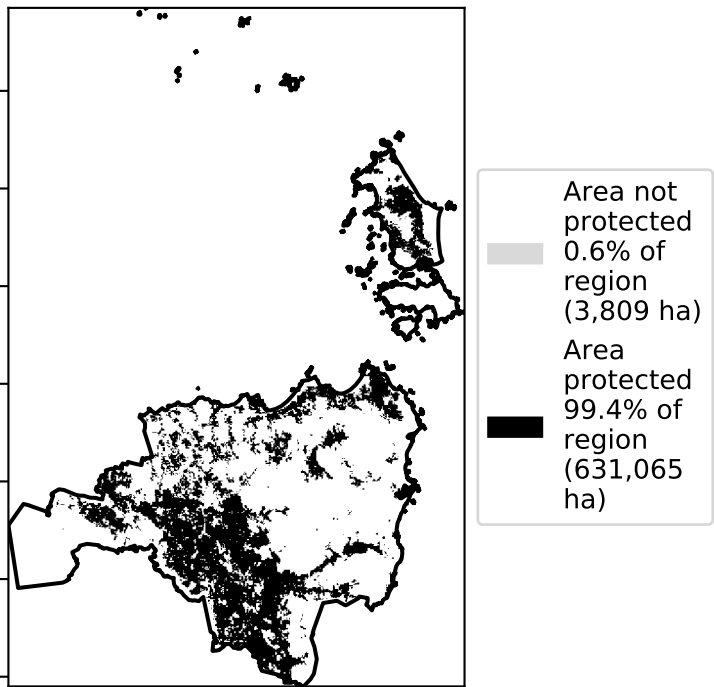 Area not
protected
0.6% of
region
(3,809 ha)
Area
protected
99.4% of
region
(631,065
ha)